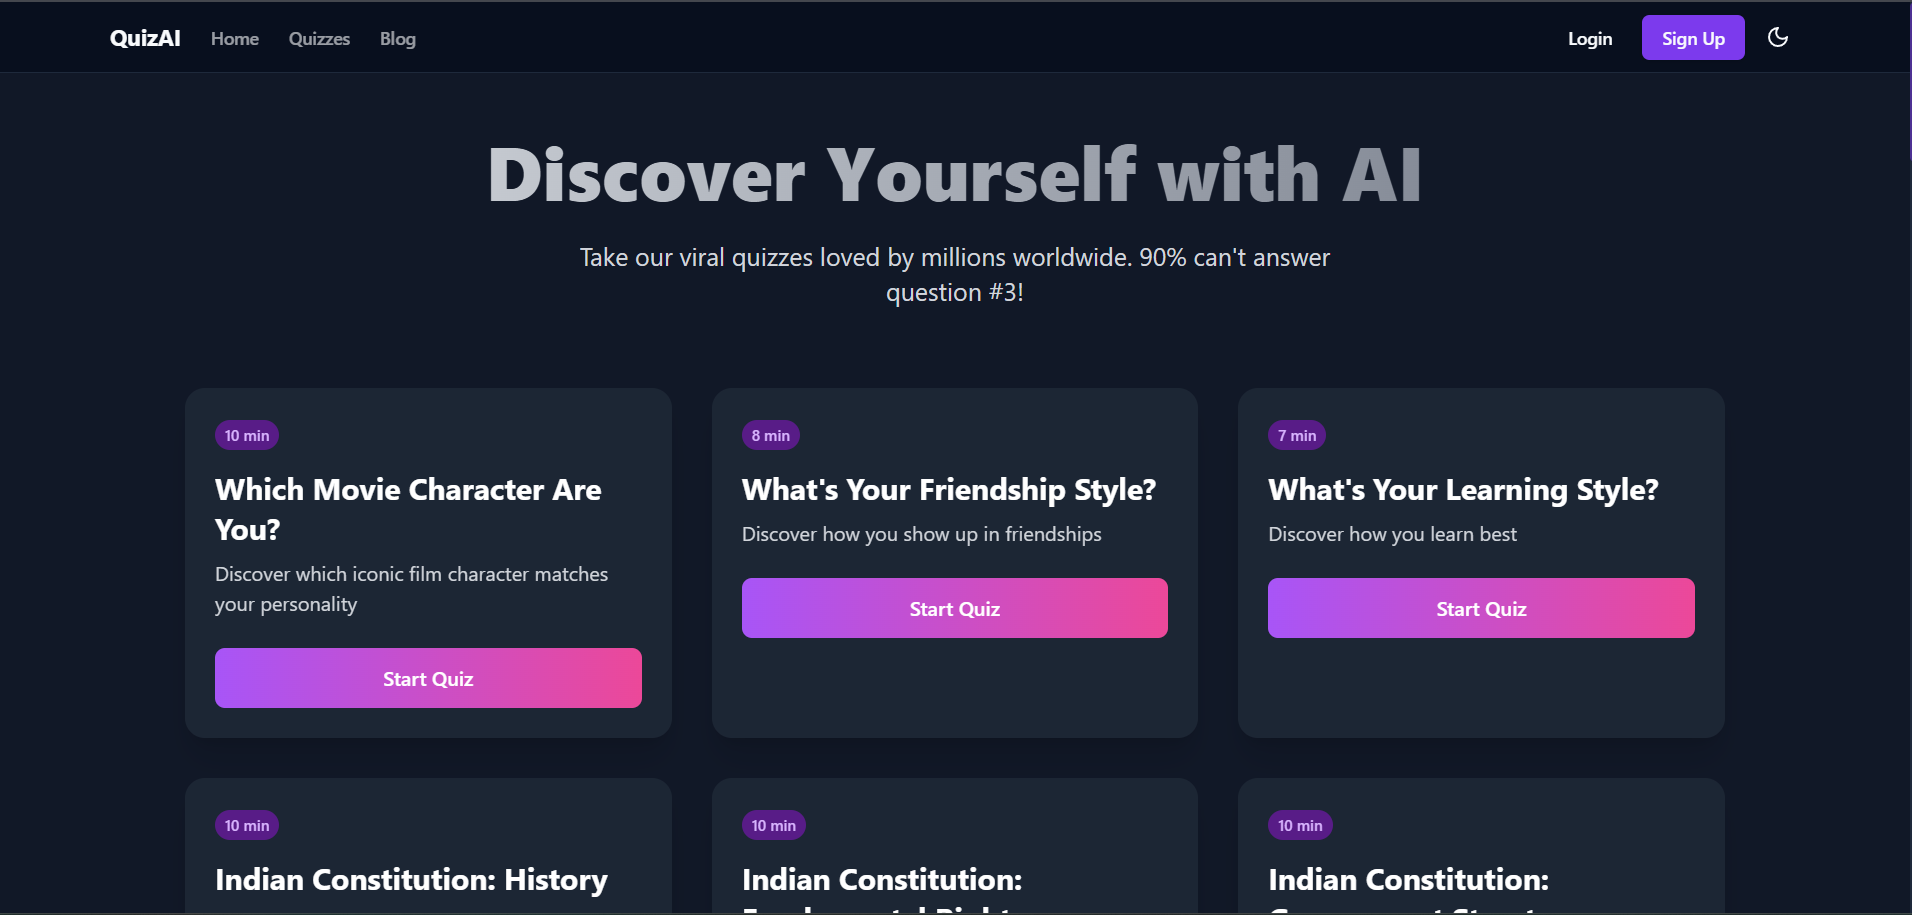 QuizAI Home Quizzes Blog Login Sign Up
Discover Yourself with AI
Take our viral quizzes loved by millions worldwide. 90% can't answer
question #3!
10 min
Which Movie Character Are
You?
Discover which iconic film character matches
your personality
Start Quiz
8 min
What's Your Friendship Style?
Discover how you show up in friendships
Start Quiz
7 min
What's Your Learning Style?
Discover how you learn best
Start Quiz
10 min
Indian Constitution: History
10 min
Indian Constitution:
10 min
Indian Constitution: